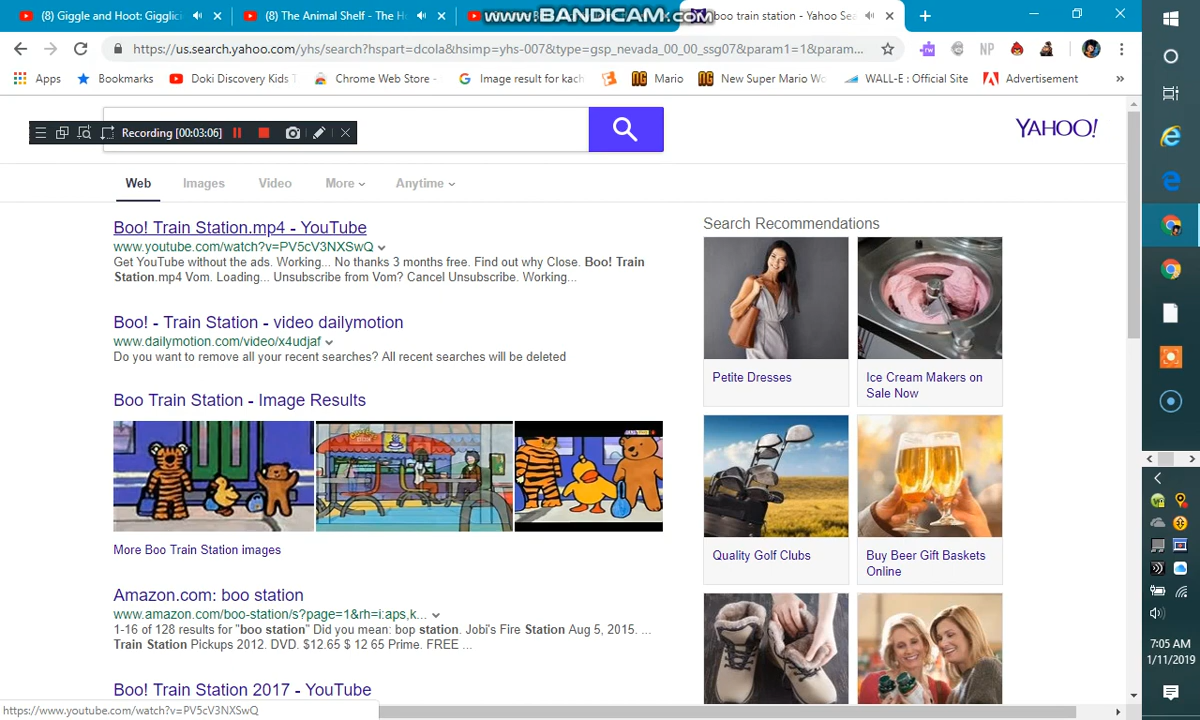 (8) Giggle and Hoot: Gigglic
(8) The Animal Shelf - The H
www.BANDICAM.com
boo train station - Yahoo Sea
https://us.search.yahoo.com/yhs/search?hspart=dcola&hsimp=yhs-007&type=gsp_nevada_00_00_ssg07&param1=1&param...
Apps
Bookmarks
Doki Discovery Kids T
Chrome Web Store -
Image result for kach
Mario
New Super Mario Wo
WALL-E : Official Site
Advertisement
»
Recording [00:03:06]
YAHOO!
Web
Images
Video
More
Anytime
Boo! Train Station.mp4 - YouTube
www.youtube.com/watch?v=PV5cV3NXSwQ
Get YouTube without the ads. Working... No thanks 3 months free. Find out why Close. Boo! Train
Station.mp4 Vom. Loading... Unsubscribe from Vom? Cancel Unsubscribe. Working...
Boo! - Train Station - video dailymotion
www.dailymotion.com/video/x4udjaf
Do you want to remove all your recent searches? All recent searches will be deleted
Boo Train Station - Image Results
More Boo Train Station images
Amazon.com: boo station
www.amazon.com/boo-station/s?page=1&rh=i:aps,k...
1-16 of 128 results for "boo station" Did you mean: bop station. Jobi's Fire Station Aug 5, 2015. ...
Train Station Pickups 2012. DVD. $12.65 $ 12 65 Prime. FREE ...
Boo! Train Station 2017 - YouTube
Search Recommendations
Petite Dresses
Ice Cream Makers on
Sale Now
Quality Golf Clubs
Buy Beer Gift Baskets
Online
https://www.youtube.com/watch?v=PV5cV3NXSwQ
7:05 AM
1/11/2019